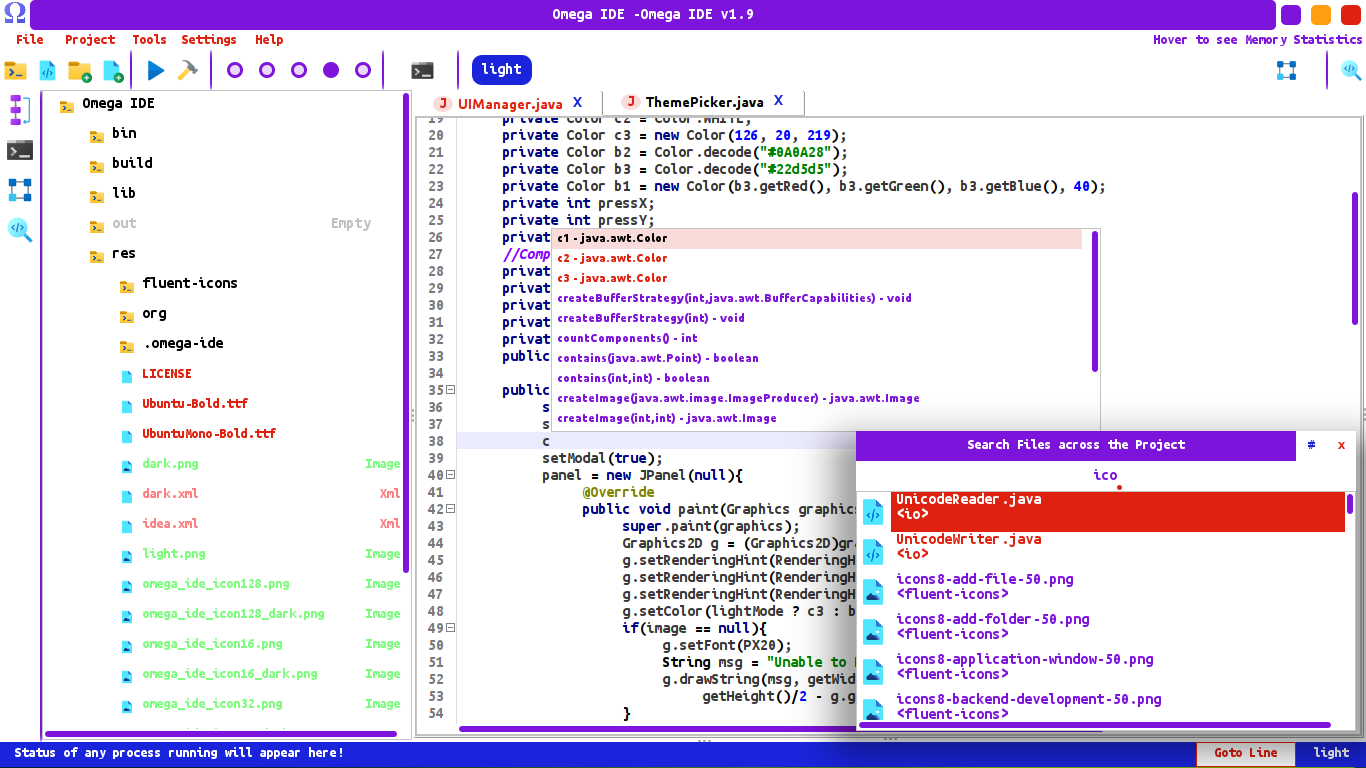 Omega IDE -Omega IDE v1.9
File Project Tools Settings Help
Hover to see Memory Statistics
light
Omega IDE
bin
build
lib
out Empty
res
fluent-icons
org
.omega-ide
LICENSE
Ubuntu-Bold.ttf
UbuntuMono-Bold.ttf
dark.png Image
dark.xml Xml
idea.xml Xml
light.png Image
omega_ide_icon128.png Image
omega_ide_icon128_dark.png Image
omega_ide_icon16.png Image
omega_ide_icon16_dark.png Image
omega_ide_icon32.png Image
J UIManager.java X J ThemePicker.java X
19 private Color c2 = Color.WHITE;
20 private Color c3 = new Color(126, 20, 219);
21 private Color b2 = Color.decode("#0A0A28");
22 private Color b3 = Color.decode("#22d5d5");
23 private Color b1 = new Color(b3.getRed(), b3.getGreen(), b3.getBlue(), 40);
24 private int pressX;
25 private int pressY;
26 privat
27 //Comp
28 privat
29 privat
30 privat
31 privat
32 privat
33 public
34
35 public
36 s
37 s
38 c
39 setModal(true);
40 panel = new JPanel(null){
41 @Override
42 public void paint(Graphics graphics
43 super.paint(graphics);
44 Graphics2D g = (Graphics2D)gr
45 g.setRenderingHint(RenderingH
46 g.setRenderingHint(RenderingH
47 g.setRenderingHint(RenderingH
48 g.setColor(lightMode ? c3 : b
49 if(image == null){
50 g.setFont(PX20);
51 String msg = "Unable to
52 g.drawString(msg, getWid
53 getHeight()/2 - g.g
54 }
c1 - java.awt.Color
c2 - java.awt.Color
c3 - java.awt.Color
createBufferStrategy(int,java.awt.BufferCapabilities) - void
createBufferStrategy(int) - void
countComponents() - int
contains(java.awt.Point) - boolean
contains(int,int) - boolean
createImage(java.awt.image.ImageProducer) - java.awt.Image
createImage(int,int) - java.awt.Image
Search Files across the Project # x
ico
UnicodeReader.java
<io>
UnicodeWriter.java
<io>
icons8-add-file-50.png
<fluent-icons>
icons8-add-folder-50.png
<fluent-icons>
icons8-application-window-50.png
<fluent-icons>
icons8-backend-development-50.png
<fluent-icons>
Status of any process running will appear here!
Goto Line
light